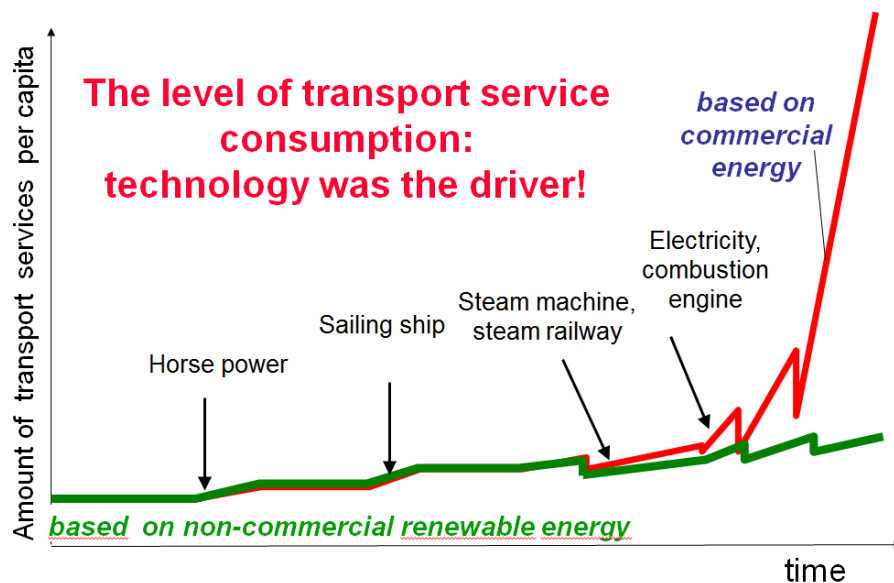 Amount of transport services per capita
The level of transport service
consumption:
technology was the driver!
based on
commercial
energy
Electricity,
combustion
engine
Steam machine,
steam railway
Sailing ship
Horse power
based on non-commercial renewable energy
time